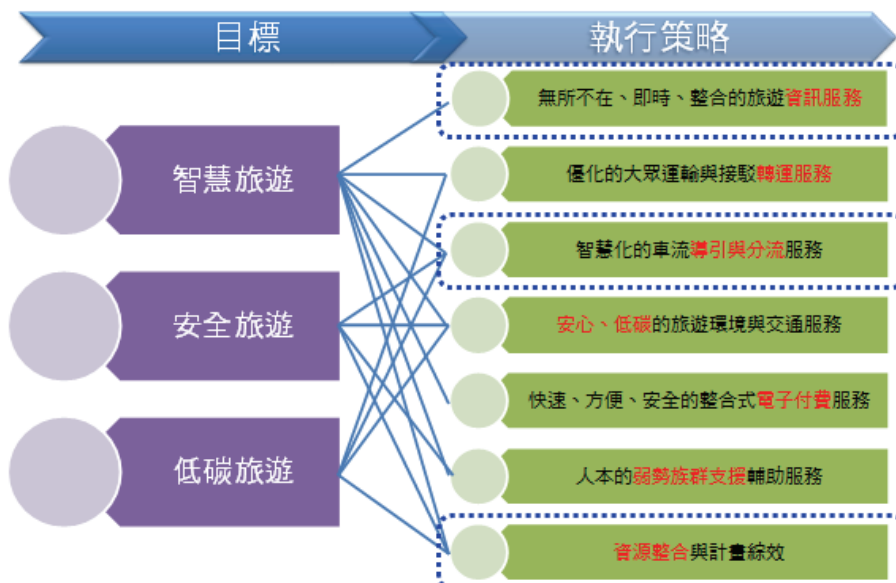 目標
執行策略
智慧旅遊
安全旅遊
低碳旅遊
無所不在、即時、整合的旅遊資訊服務
優化的大眾運輸與接駁轉運服務
智慧化的車流導引與分流服務
安心、低碳的旅遊環境與交通服務
快速、方便、安全的整合式電子付費服務
人本的弱勢族群支援輔助服務
資源整合與計畫綜效